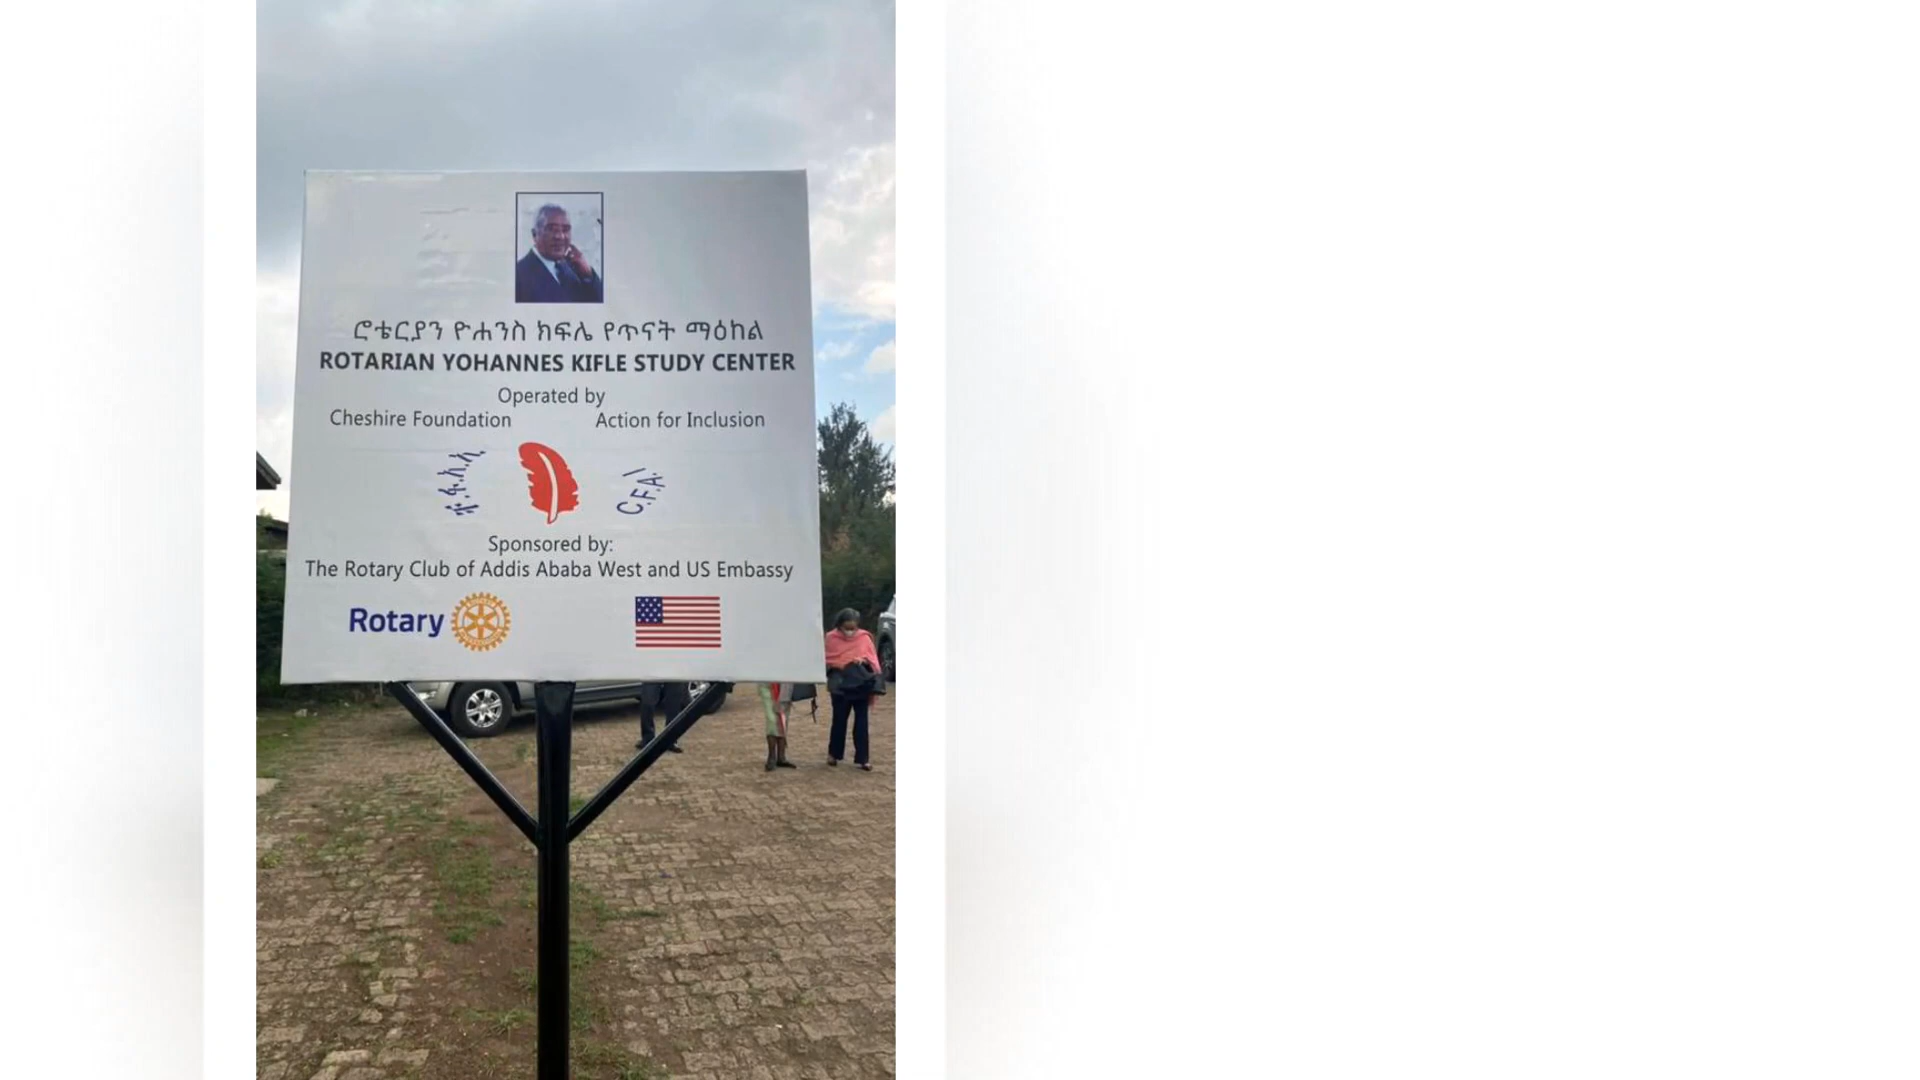 ሮቴርያን ዮሐንስ ክፍሌ የጥናት ማዕከል
ROTARIAN YOHANNES KIFLE STUDY CENTER
Operated by
Cheshire Foundation Action for Inclusion
C.F.A.I
Sponsored by:
The Rotary Club of Addis Ababa West and US Embassy
Rotary